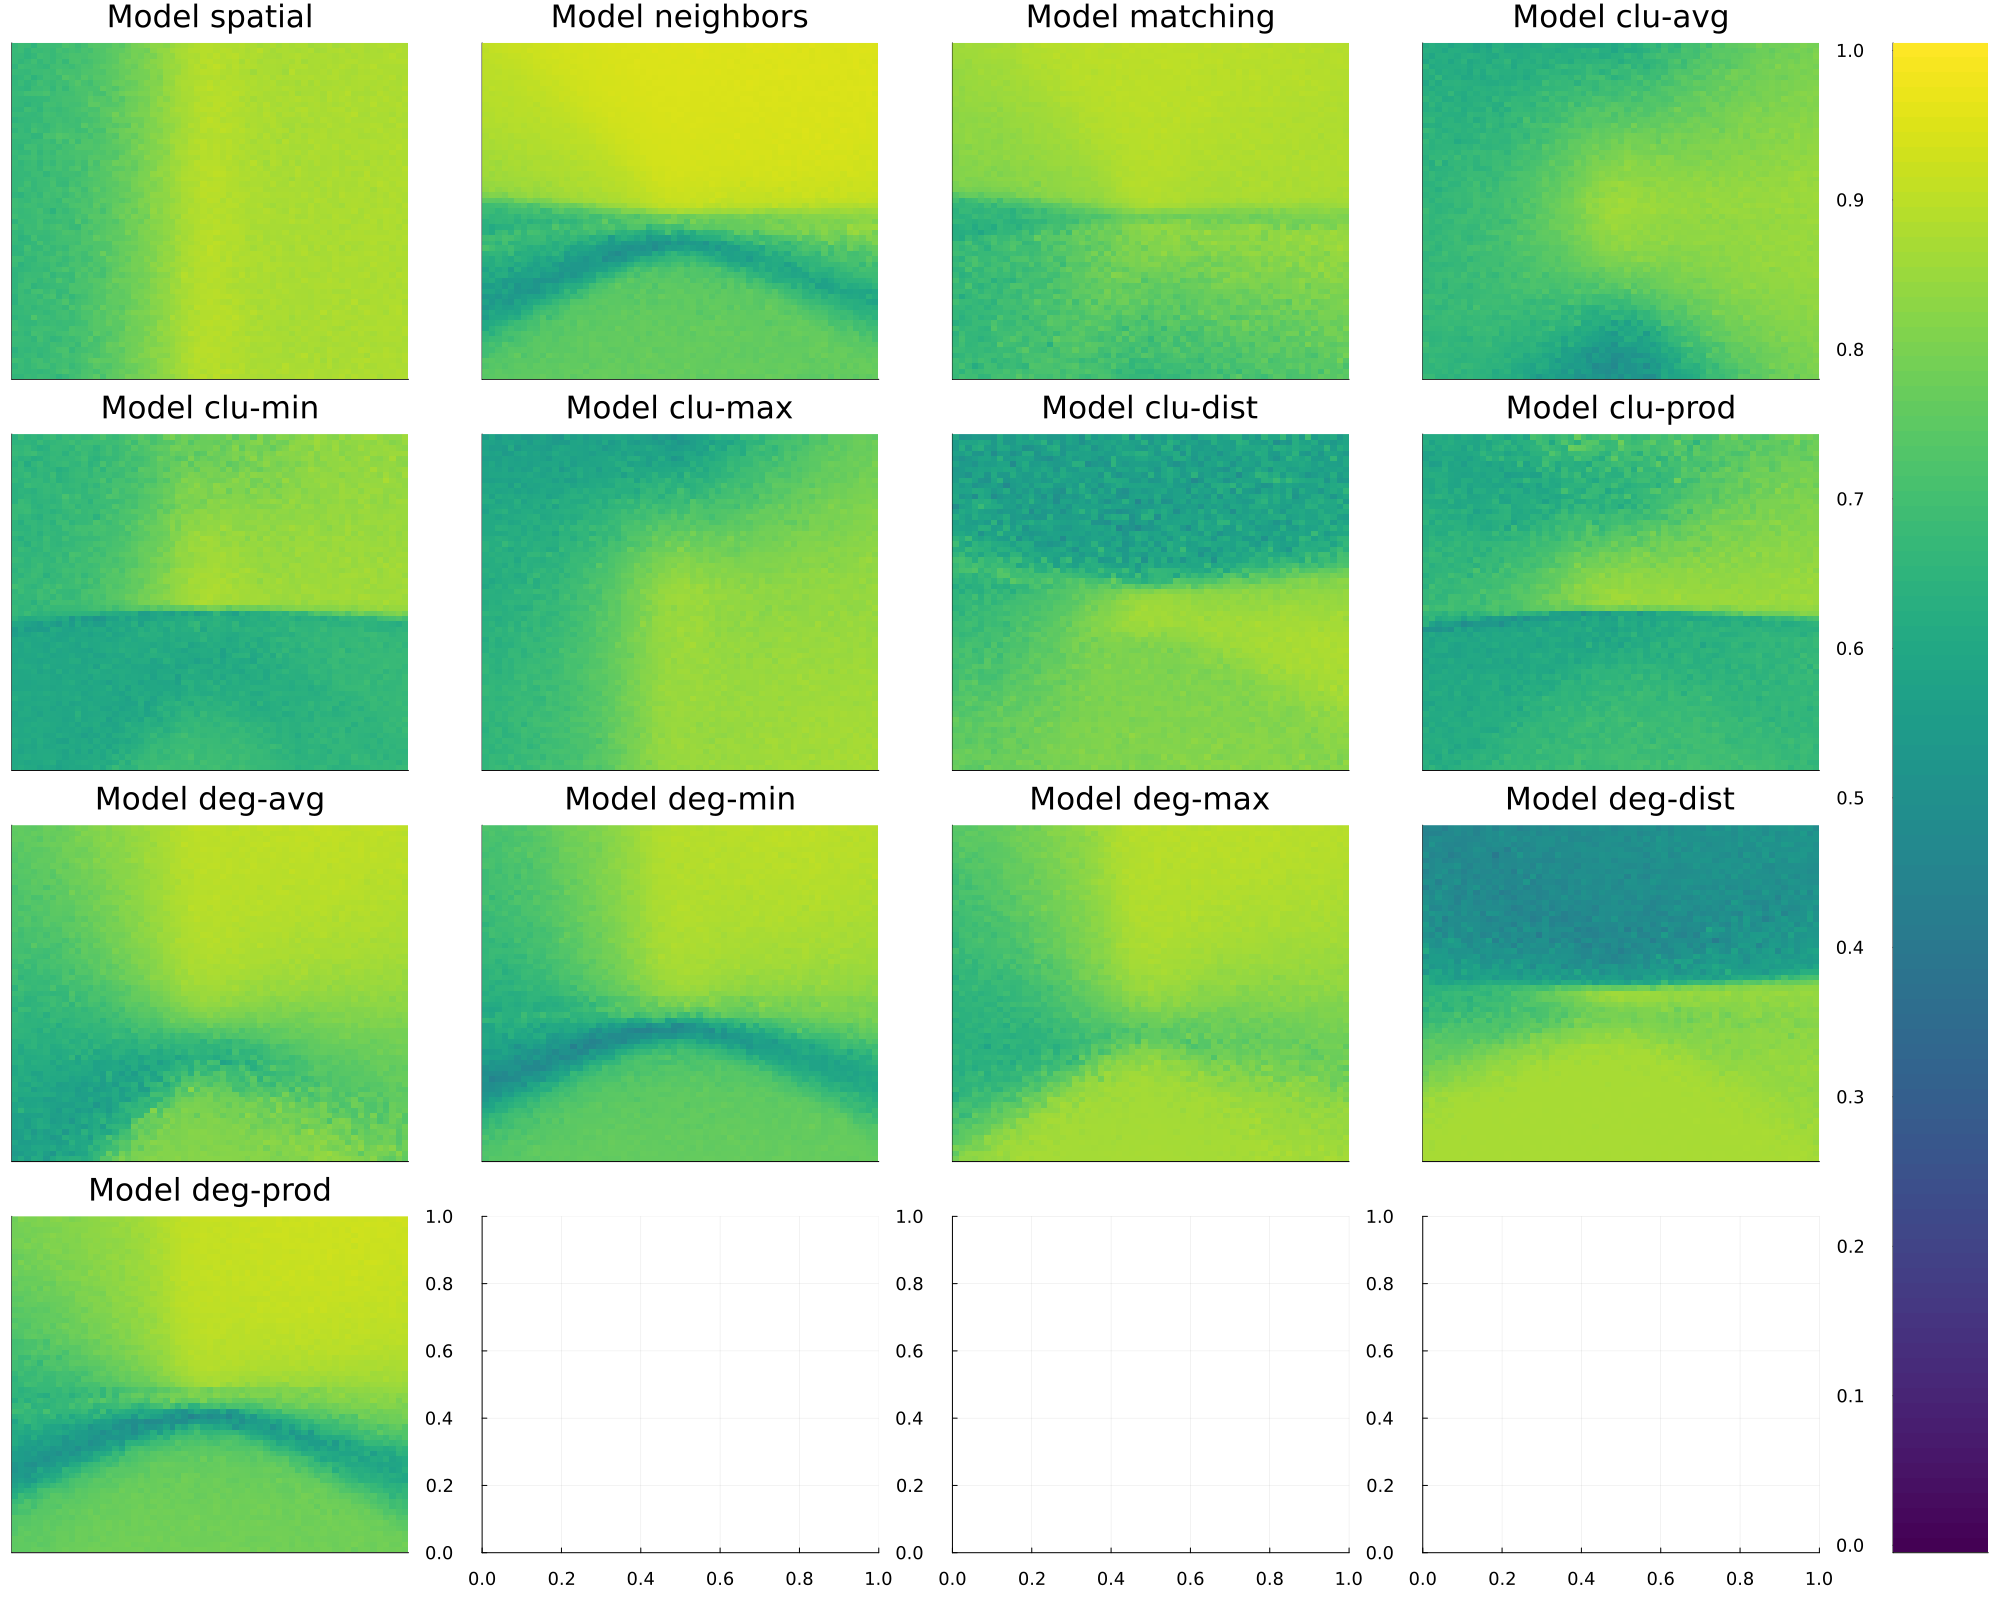 Model spatial Model neighbors Model matching Model clu-avg
1.0
0.9
0.8
Model clu-min Model clu-max Model clu-dist Model clu-prod
0.7
0.6
Model deg-avg Model deg-min Model deg-max Model deg-dist
0.5
0.4
0.3
Model deg-prod
1.0 1.0 1.0
0.2
0.8 0.8 0.8
0.6 0.6 0.6
0.1
0.4 0.4 0.4
0.2 0.2 0.2
0.0
0.0 0.0 0.0
0.0 0.2 0.4 0.6 0.8 1.0 0.0 0.2 0.4 0.6 0.8 1.0 0.0 0.2 0.4 0.6 0.8 1.0